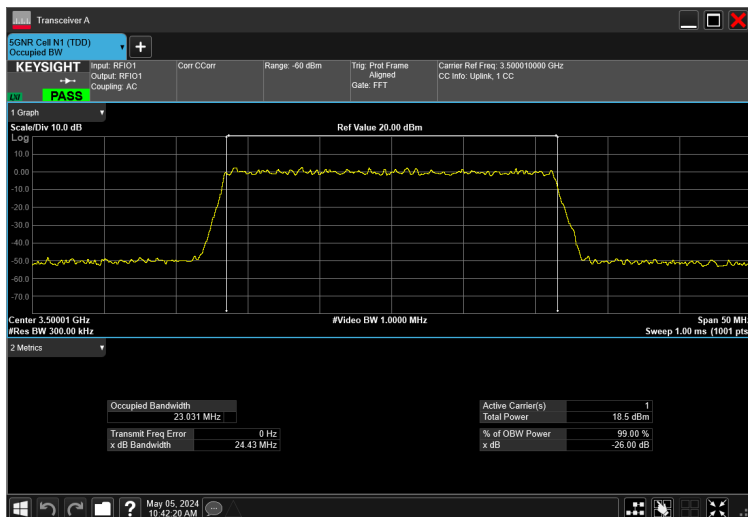 Transceiver A
5GNR Cell N1 (TDD)
Occupied BW
KEYSIGHT
LXI
PASS
Input: RFIO1
Output: RFIO1
Coupling: AC
Corr CCorr
Range: -60 dBm
Trig: Prot Frame
Aligned
Gate: FFT
Carrier Ref Freq: 3.500010000 GHz
CC Info: Uplink, 1 CC
1 Graph
Scale/Div 10.0 dB
Ref Value 20.00 dBm
Log
10.0
0.00
-10.0
-20.0
-30.0
-40.0
-50.0
-60.0
-70.0
Center 3.50001 GHz
#Video BW 1.0000 MHz
Span 50 MHz
#Res BW 300.00 kHz
Sweep 1.00 ms (1001 pts
2 Metrics
Occupied Bandwidth
23.031 MHz
Transmit Freq Error 0 Hz
x dB Bandwidth 24.43 MHz
Active Carrier(s) 1
Total Power 18.5 dBm
% of OBW Power 99.00 %
x dB -26.00 dB
May 05, 2024
10:42:20 AM